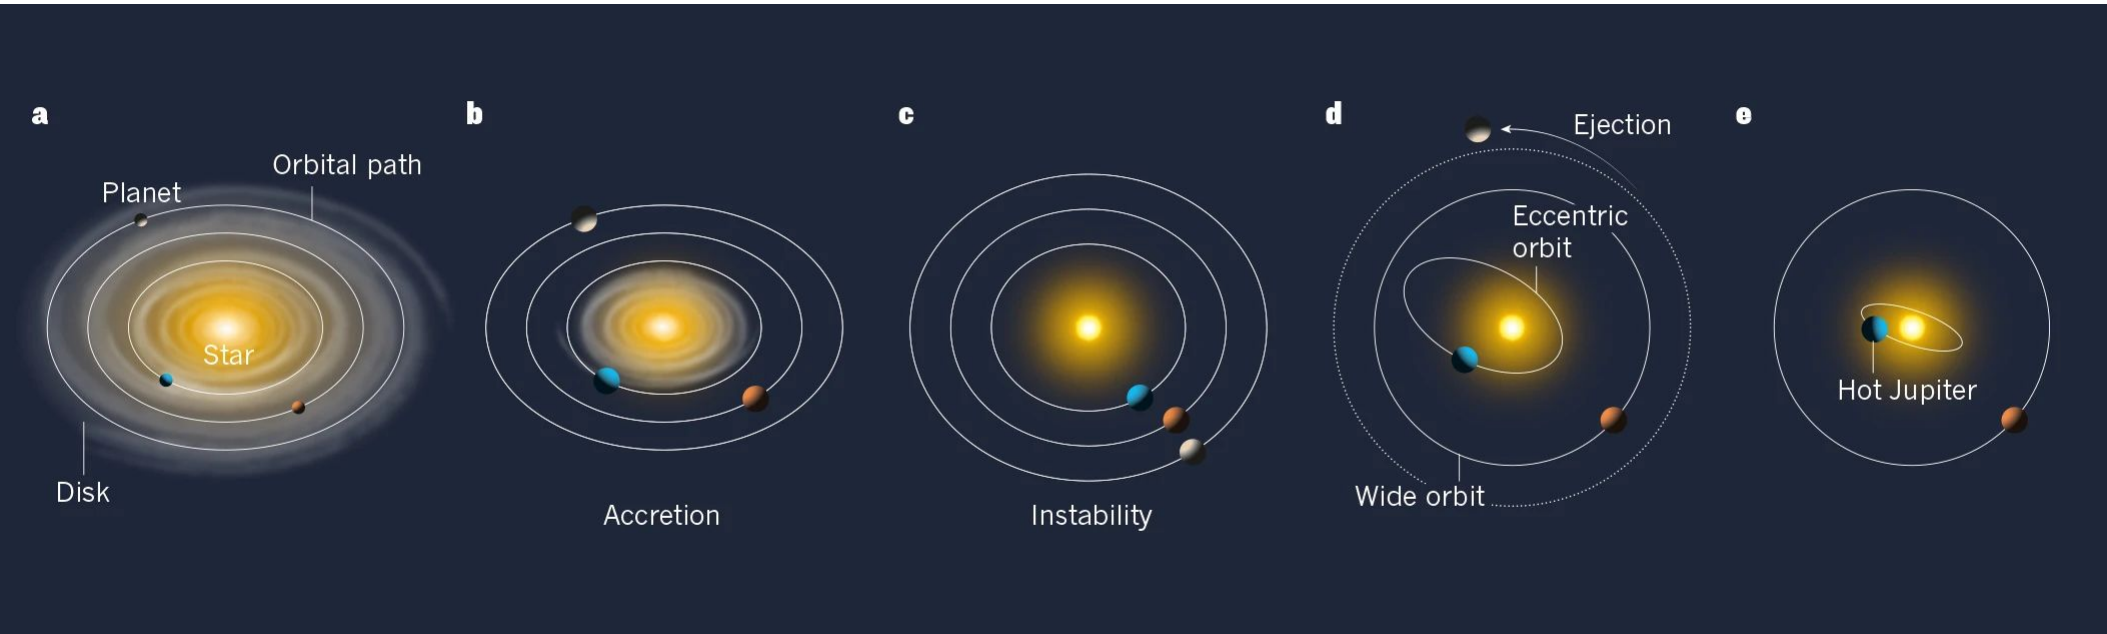 a
Planet
Orbital path
Star
Disk
b
Accretion
c
Instability
d
Ejection
Eccentric
orbit
Wide orbit
e
Hot Jupiter